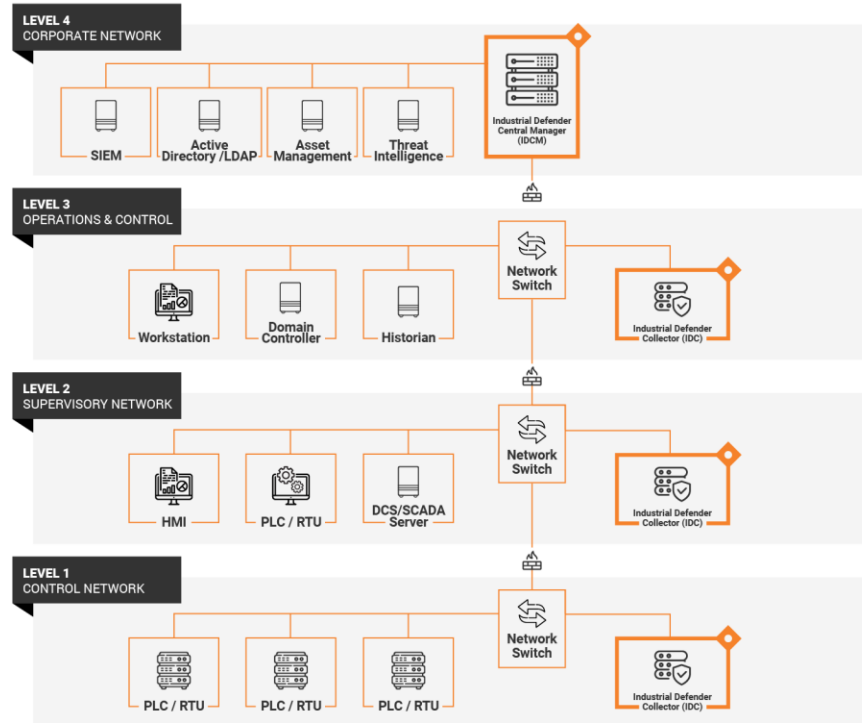 LEVEL 4
CORPORATE NETWORK
SIEM
Active
Directory /LDAP
Asset
Management
Threat
Intelligence
Industrial Defender
Central Manager
(IDCM)
LEVEL 3
OPERATIONS & CONTROL
Workstation
Domain
Controller
Historian
Network
Switch
Industrial Defender
Collector (IDC)
LEVEL 2
SUPERVISORY NETWORK
HMI
PLC / RTU
DCS/SCADA
Server
Network
Switch
Industrial Defender
Collector (IDC)
LEVEL 1
CONTROL NETWORK
PLC / RTU
PLC / RTU
PLC / RTU
Network
Switch
Industrial Defender
Collector (IDC)